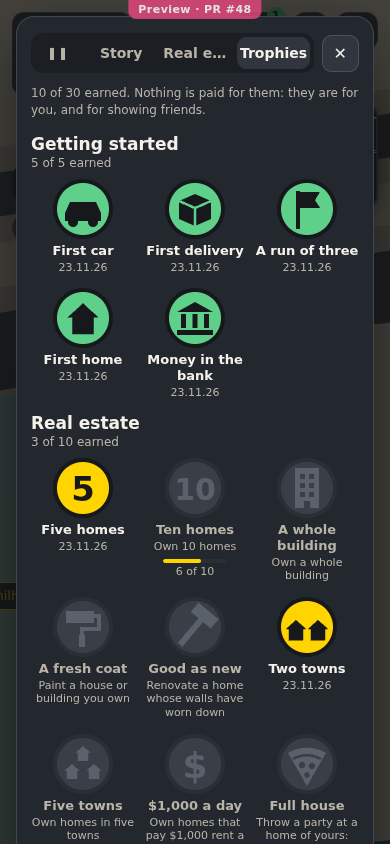 Preview · PR #48
Story Real e… Trophies ✕
10 of 30 earned. Nothing is paid for them: they are for
you, and for showing friends.
Getting started
5 of 5 earned
First car First delivery A run of three
23.11.26 23.11.26 23.11.26
First home Money in the
bank
23.11.26 23.11.26
Real estate
3 of 10 earned
5 10
Five homes Ten homes A whole
building
23.11.26 Own 10 homes Own a whole
building
6 of 10
A fresh coat Good as new Two towns
Paint a house or
building you own
Renovate a home
whose walls have
worn down
23.11.26
$
Five towns $1,000 a day Full house
Own homes in five
towns
Own homes that
pay $1,000 rent a
Throw a party at a
home of yours: